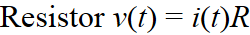 Resistor v(t) = i(t)R